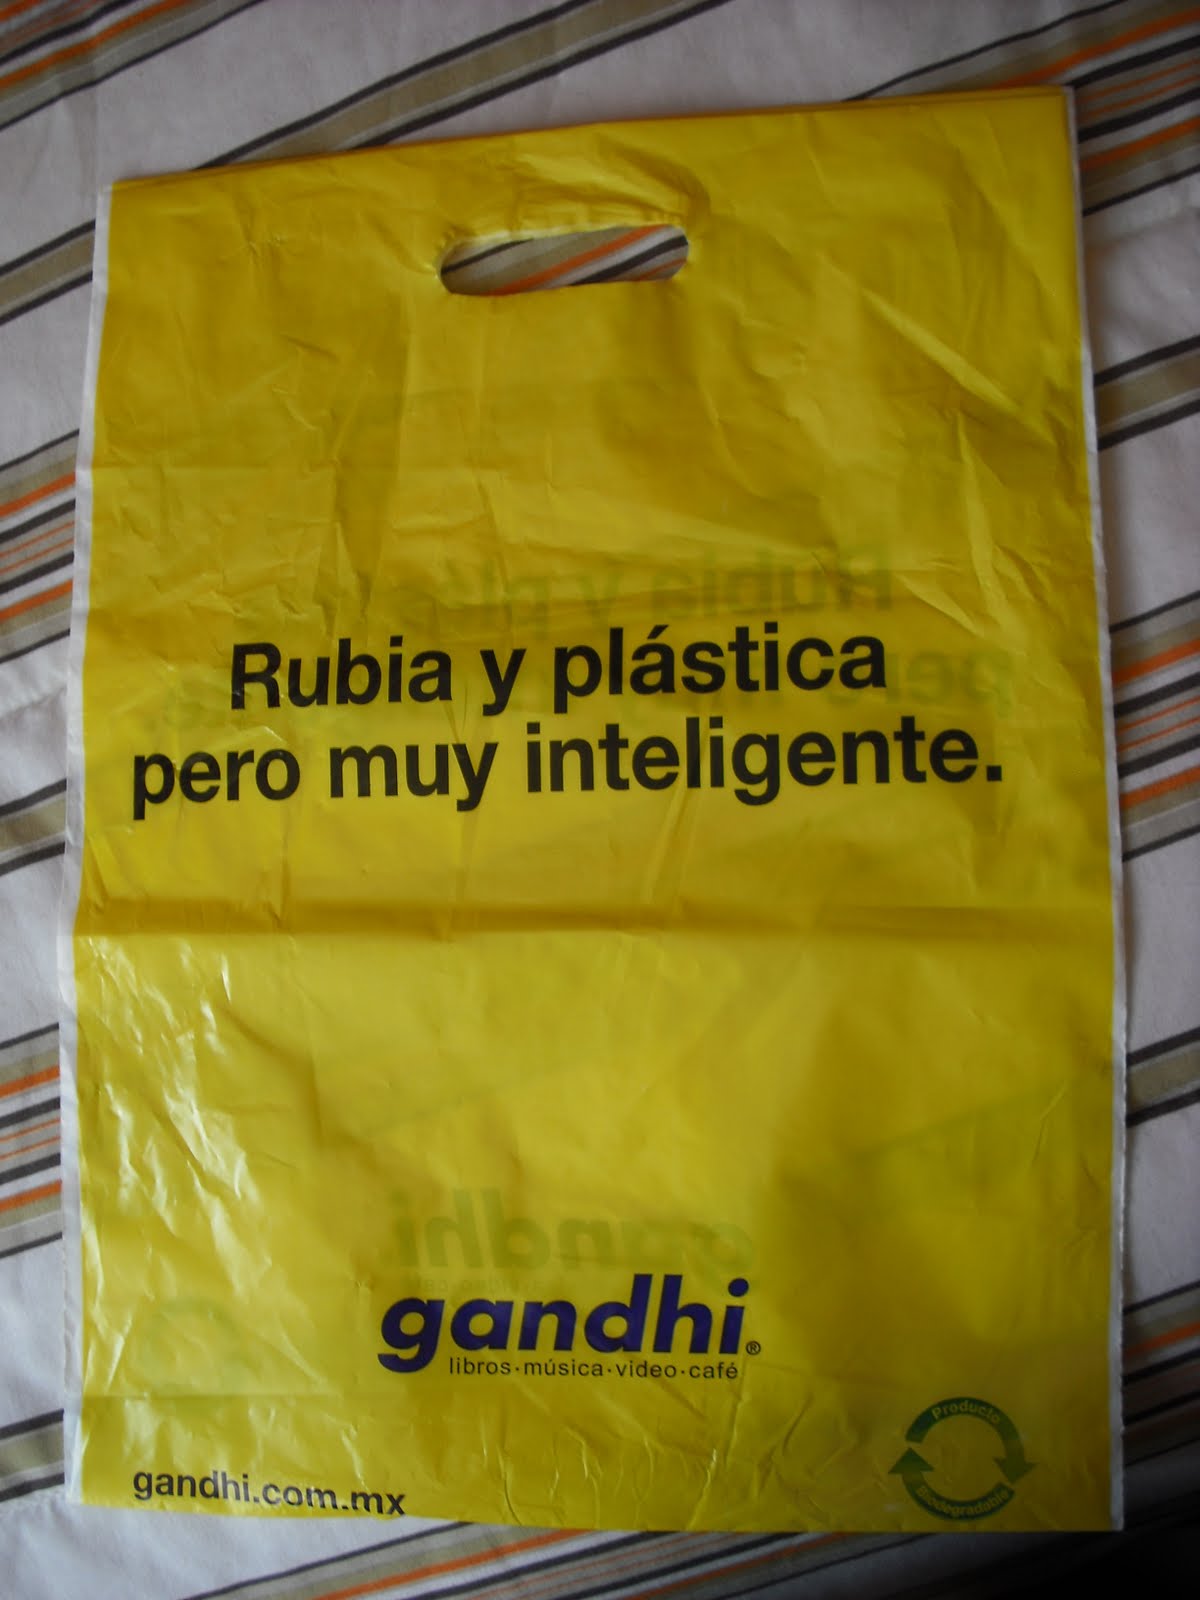 Rubia y plástica
pero muy inteligente.
gandhi®
libros·música·video·café
Producto
Biodegradable
gandhi.com.mx